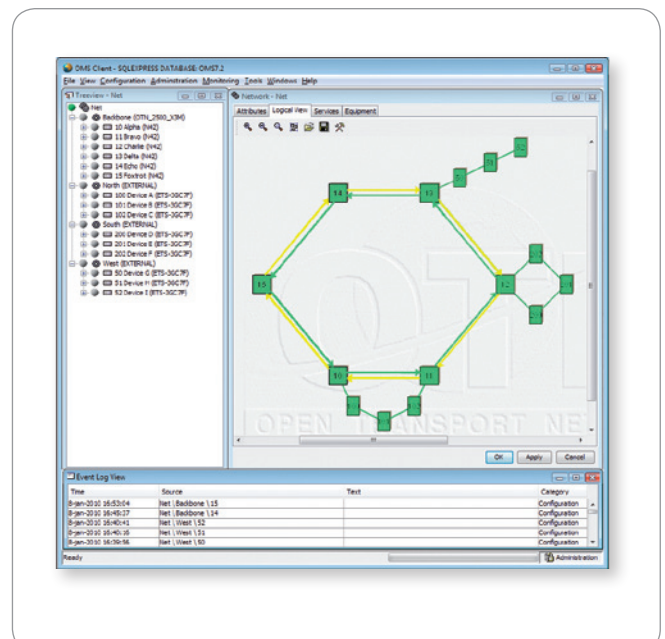 OMS Client - SQLEXPRESS DATABASE: OMS7.2
File View Configuration Administration Monitoring Tools Windows Help
Treeview - Net
Net
Backbone (OTN_2500_X3M)
10 Alpha (N42)
11 Bravo (N42)
12 Charlie (N42)
13 Delta (N42)
14 Echo (N42)
15 Foxtrot (N42)
North (EXTERNAL)
100 Device A (ETS-3GC7F)
101 Device B (ETS-3GC7F)
102 Device C (ETS-3GC7F)
South (EXTERNAL)
200 Device D (ETS-3GC7F)
201 Device E (ETS-3GC7F)
202 Device F (ETS-3GC7F)
West (EXTERNAL)
50 Device G (ETS-3GC7F)
51 Device H (ETS-3GC7F)
52 Device I (ETS-3GC7F)
Network - Net
Attributes Logical View Services Equipment
52
51
14 13
15 12
10 11
OPEN TRANSPORT NE
OK Apply Cancel
Event Log View
Time Source Text Category
8-jan-2010 16:53:04 Net \ Backbone \ 15 Configuration
8-jan-2010 16:45:27 Net \ Backbone \ 14 Configuration
8-jan-2010 16:40:41 Net \ West \ 52 Configuration
8-jan-2010 16:40:16 Net \ West \ 51 Configuration
8-jan-2010 16:39:56 Net \ West \ 50 Configuration
Ready Administration